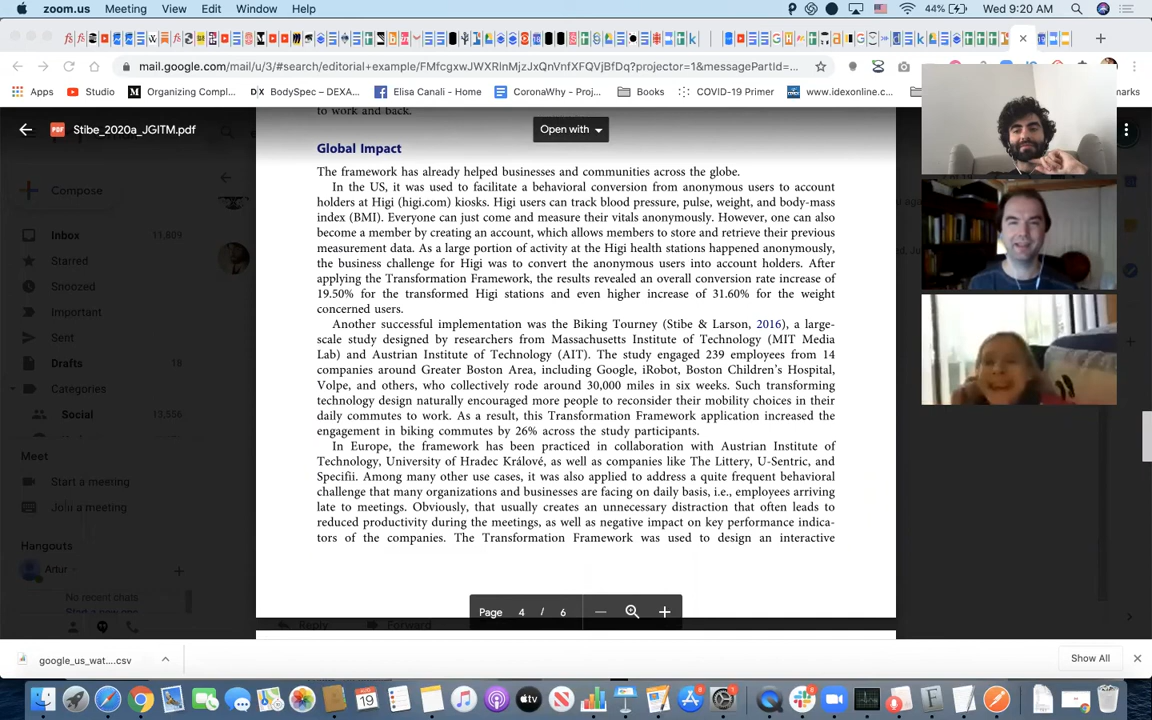 zoom.us Meeting View Edit Window Help 44% Wed 9:20 AM
mail.google.com/mail/u/3/#search/editorial+example/FMfcgxwJWXRlnMjzJxQnVnfXFQVjBfDq?projector=1&messagePartId=...
Apps Studio Organizing Compl... BodySpec – DEXA... Elisa Canali - Home CoronaWhy - Proj... Books COVID-19 Primer www.idexonline.c...
Stibe_2020a_JGITM.pdf
Open with
to work and back.
Global Impact
The framework has already helped businesses and communities across the globe.
In the US, it was used to facilitate a behavioral conversion from anonymous users to account
holders at Higi (higi.com) kiosks. Higi users can track blood pressure, pulse, weight, and body-mass
index (BMI). Everyone can just come and measure their vitals anonymously. However, one can also
become a member by creating an account, which allows members to store and retrieve their previous
measurement data. As a large portion of activity at the Higi health stations happened anonymously,
the business challenge for Higi was to convert the anonymous users into account holders. After
applying the Transformation Framework, the results revealed an overall conversion rate increase of
19.50% for the transformed Higi stations and even higher increase of 31.60% for the weight
concerned users.
Another successful implementation was the Biking Tourney (Stibe & Larson, 2016), a large-
scale study designed by researchers from Massachusetts Institute of Technology (MIT Media
Lab) and Austrian Institute of Technology (AIT). The study engaged 239 employees from 14
companies around Greater Boston Area, including Google, iRobot, Boston Children's Hospital,
Volpe, and others, who collectively rode around 30,000 miles in six weeks. Such transforming
technology design naturally encouraged more people to reconsider their mobility choices in their
daily commutes to work. As a result, this Transformation Framework application increased the
engagement in biking commutes by 26% across the study participants.
In Europe, the framework has been practiced in collaboration with Austrian Institute of
Technology, University of Hradec Králové, as well as companies like The Littery, U-Sentric, and
Specifii. Among many other use cases, it was also applied to address a quite frequent behavioral
challenge that many organizations and businesses are facing on daily basis, i.e., employees arriving
late to meetings. Obviously, that usually creates an unnecessary distraction that often leads to
reduced productivity during the meetings, as well as negative impact on key performance indica-
tors of the companies. The Transformation Framework was used to design an interactive
Page 4 / 6
Compose
Inbox 11,809
Starred
Snoozed
Important
Sent
Drafts 18
Categories
Social 13,556
Meet
Start a meeting
Join a meeting
Hangouts
Artur
No recent chats
Start a new one
Reply Forward
google_us_wat....csv
Show All